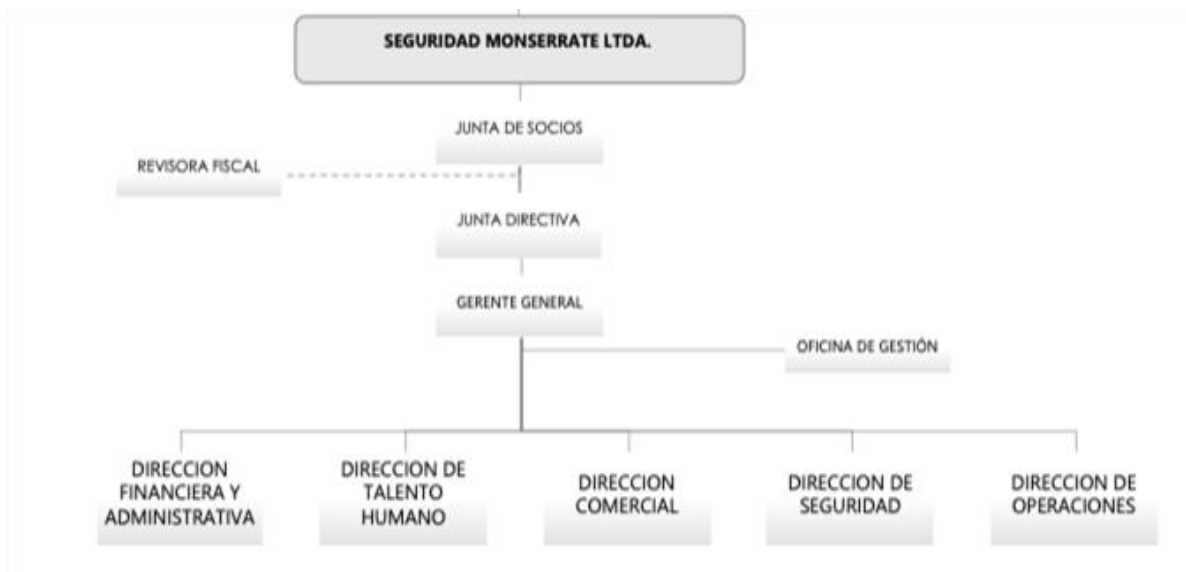 SEGURIDAD MONSERRATE LTDA.
JUNTA DE SOCIOS
REVISORA FISCAL
JUNTA DIRECTIVA
GERENTE GENERAL
OFICINA DE GESTIÓN
DIRECCION
FINANCIERA Y
ADMINISTRATIVA
DIRECCION DE
TALENTO
HUMANO
DIRECCION
COMERCIAL
DIRECCION DE
SEGURIDAD
DIRECCION DE
OPERACIONES